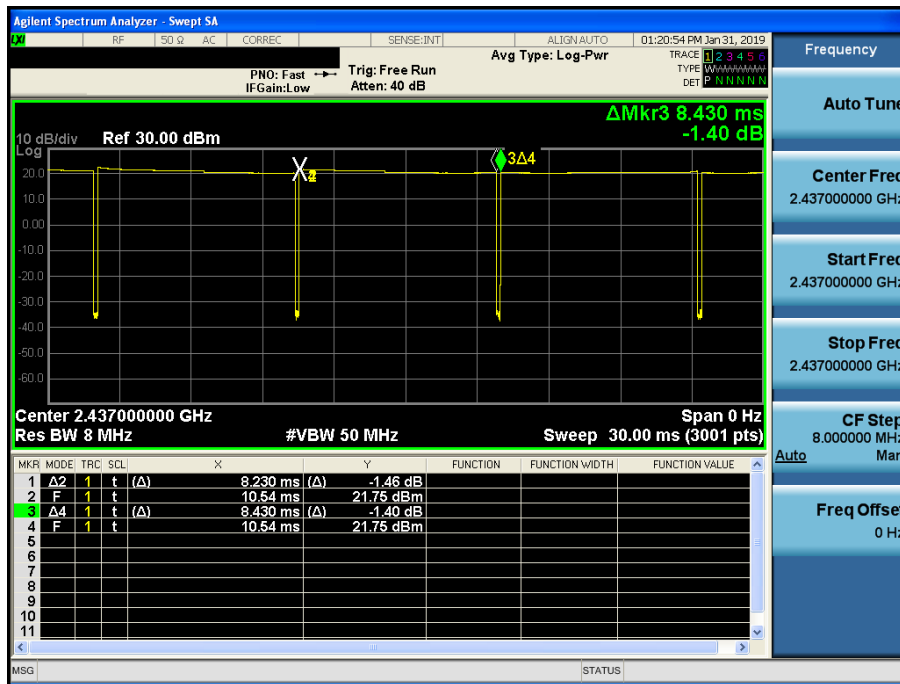 Agilent Spectrum Analyzer - Swept SA
LXI RF 50 Ω AC CORREC SENSE:INT ALIGNAUTO 01:20:54 PM Jan 31, 2019
Avg Type: Log-Pwr
TRACE 1 2 3 4 5 6
PNO: Fast Trig: Free Run
TYPE WWWWWW
IFGain:Low Atten: 40 dB
DET P N N N N N
ΔMkr3 8.430 ms
-1.40 dB
10 dB/div Ref 30.00 dBm
Log
3Δ4
20.0
10.0
0.00
-10.0
-20.0
-30.0
-40.0
-50.0
-60.0
Center 2.437000000 GHz Span 0 Hz
Res BW 8 MHz #VBW 50 MHz Sweep 30.00 ms (3001 pts)
MKR MODE TRC SCL X Y FUNCTION FUNCTION WIDTH FUNCTION VALUE
1 Δ2 1 t (Δ) 8.230 ms (Δ) -1.46 dB
2 F 1 t 10.54 ms 21.75 dBm
3 Δ4 1 t (Δ) 8.430 ms (Δ) -1.40 dB
4 F 1 t 10.54 ms 21.75 dBm
5
6
7
8
9
10
11
MSG STATUS
Frequency
Auto Tune
Center Freq
2.437000000 GHz
Start Freq
2.437000000 GHz
Stop Freq
2.437000000 GHz
CF Step
8.000000 MHz
Auto Man
Freq Offset
0 Hz